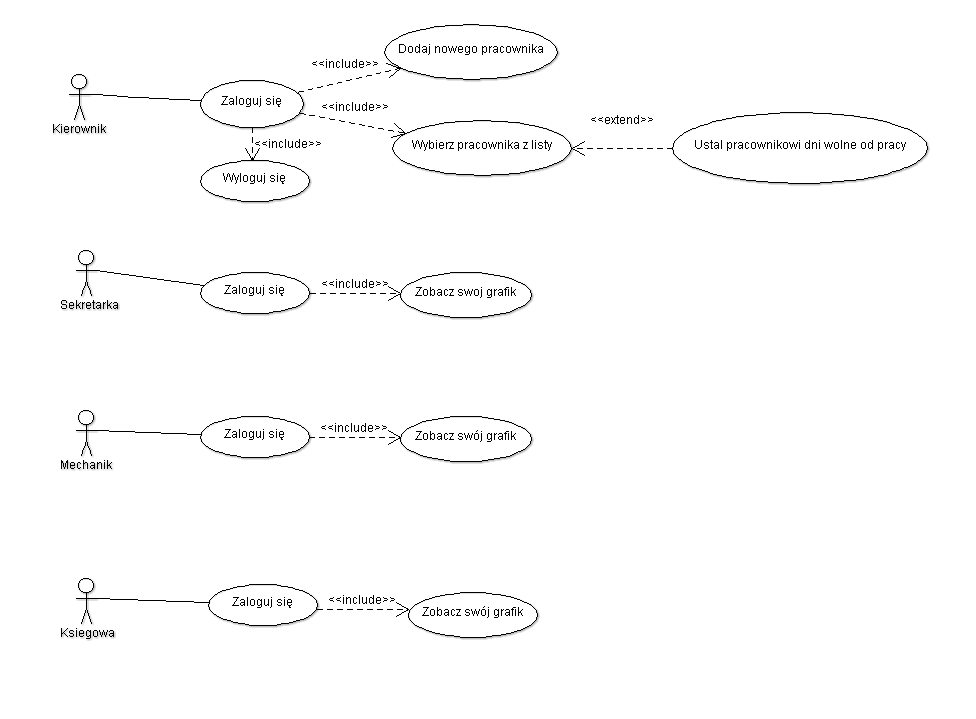 Dodaj nowego pracownika
<<include>>
Zaloguj się
<<include>>
Kierownik
<<extend>>
Wybierz pracownika z listy
Ustal pracownikowi dni wolne od pracy
<<include>>
Wyloguj się
Zaloguj się
<<include>>
Zobacz swoj grafik
Sekretarka
Zaloguj się
<<include>>
Zobacz swój grafik
Mechanik
Zaloguj się
<<include>>
Zobacz swój grafik
Ksiegowa